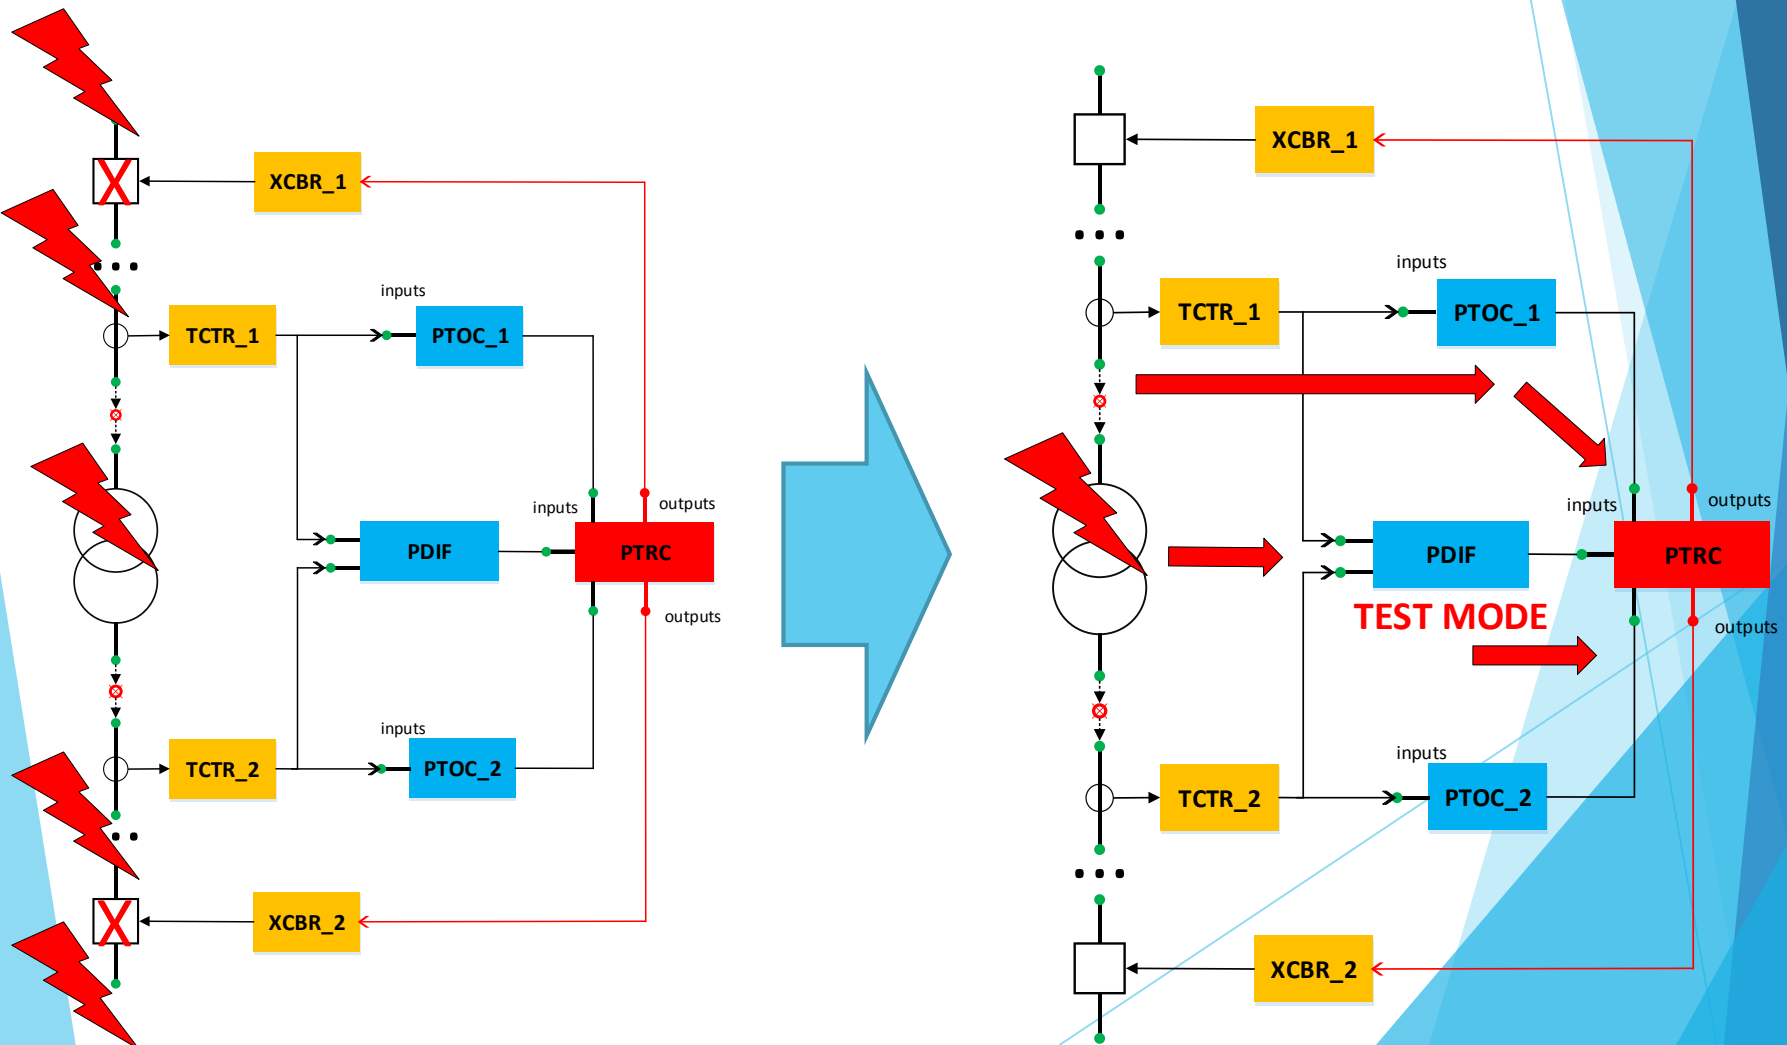 XCBR_1
inputs
TCTR_1
PTOC_1
inputs
outputs
PDIF
PTRC
outputs
inputs
TCTR_2
PTOC_2
XCBR_2
XCBR_1
inputs
TCTR_1
PTOC_1
inputs
outputs
PDIF
PTRC
TEST MODE
outputs
inputs
TCTR_2
PTOC_2
XCBR_2